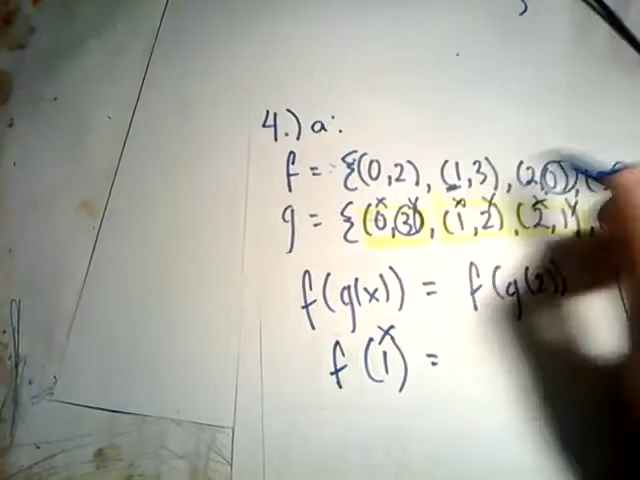 4.) a:
f = {(0,2), (1,3), (2,0), (
g = {(0,3), (1,2), (2,1),
f(g(x)) = f(g(2))
f(1) =